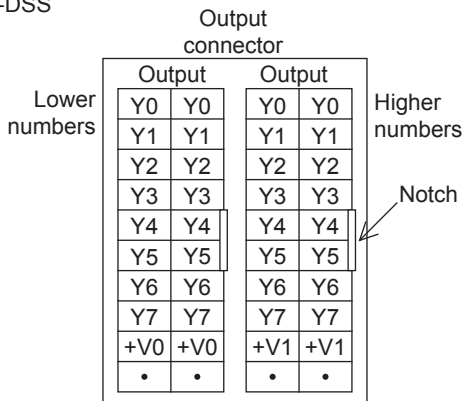 -DSS
Output
connector
Output Output
Lower
numbers
Higher
numbers
Notch
Y0 Y0 Y0 Y0
Y1 Y1 Y1 Y1
Y2 Y2 Y2 Y2
Y3 Y3 Y3 Y3
Y4 Y4 Y4 Y4
Y5 Y5 Y5 Y5
Y6 Y6 Y6 Y6
Y7 Y7 Y7 Y7
+V0 +V0 +V1 +V1
• • • •